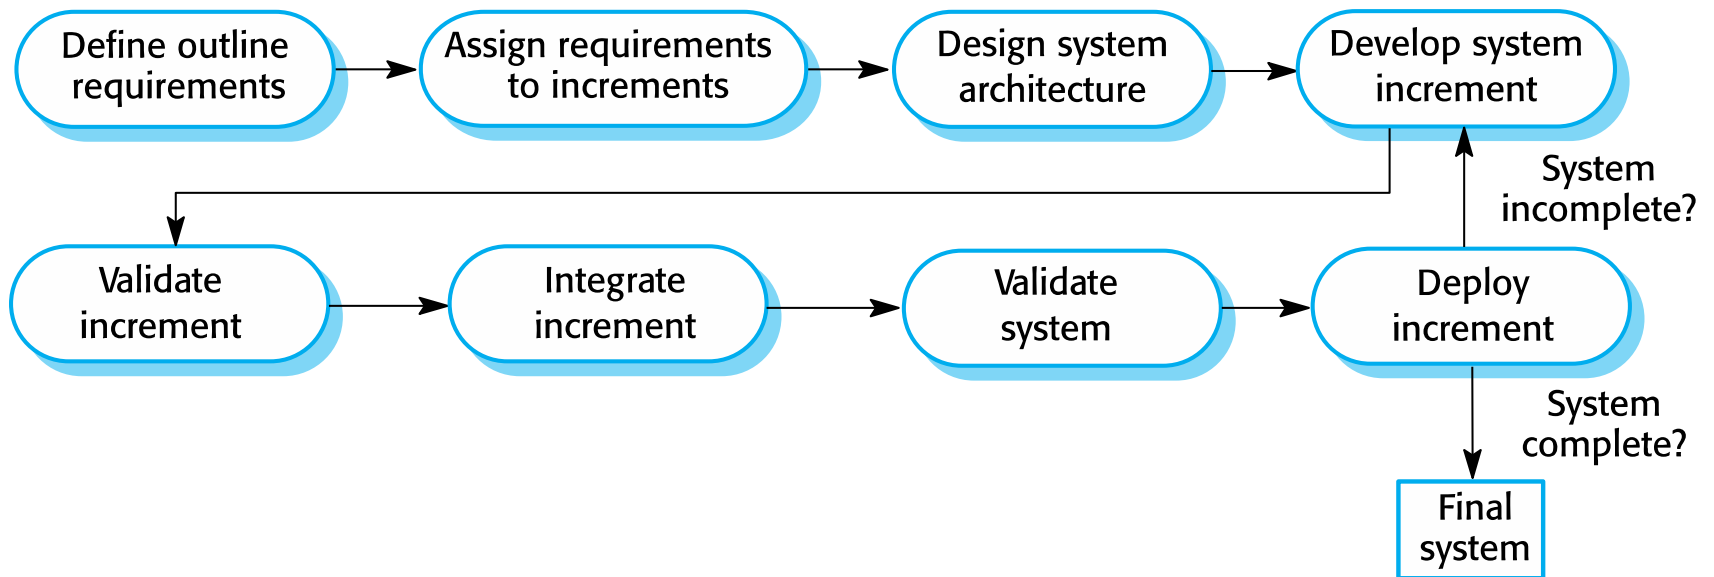 Define outline
requirements
Assign requirements
to increments
Design system
architecture
Develop system
increment
System
incomplete?
Validate
increment
Integrate
increment
Validate
system
Deploy
increment
System
complete?
Final
system